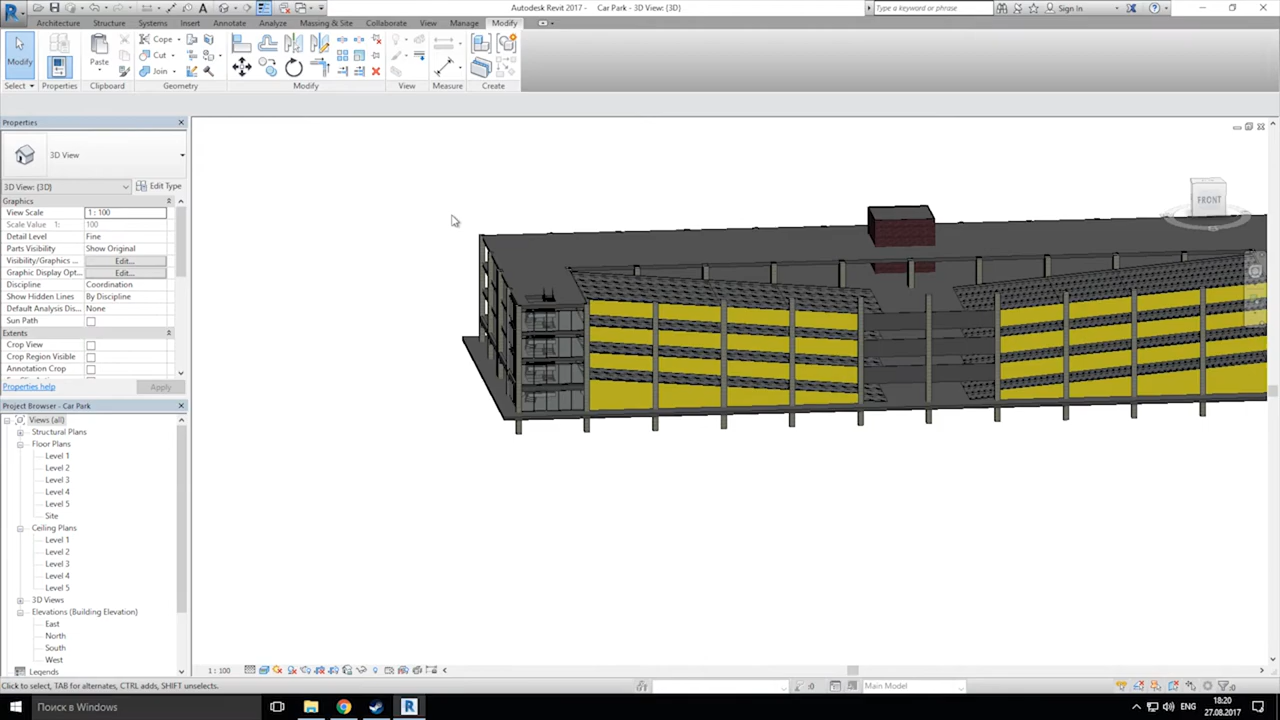 Autodesk Revit 2017 - Car Park - 3D View: {3D}
Type a keyword or phrase
Sign In
Architecture Structure Systems Insert Annotate Analyze Massing & Site Collaborate View Manage Modify
Modify
Paste
Cope
Cut
Join
Select Properties Clipboard Geometry Modify View Measure Create
Properties
3D View
3D View: {3D}
Edit Type
Graphics
View Scale 1 : 100
Scale Value 1: 100
Detail Level Fine
Parts Visibility Show Original
Visibility/Graphics ... Edit...
Graphic Display Opt... Edit...
Discipline Coordination
Show Hidden Lines By Discipline
Default Analysis Dis... None
Sun Path
Extents
Crop View
Crop Region Visible
Annotation Crop
Properties help
Apply
Project Browser - Car Park
Views (all)
Structural Plans
Floor Plans
Level 1
Level 2
Level 3
Level 4
Level 5
Site
Ceiling Plans
Level 1
Level 2
Level 3
Level 4
Level 5
3D Views
Elevations (Building Elevation)
East
North
South
West
Legends
FRONT
1 : 100
Click to select, TAB for alternates, CTRL adds, SHIFT unselects.
:0
Main Model
:0
Поиск в Windows
ENG
18:20
27.08.2017